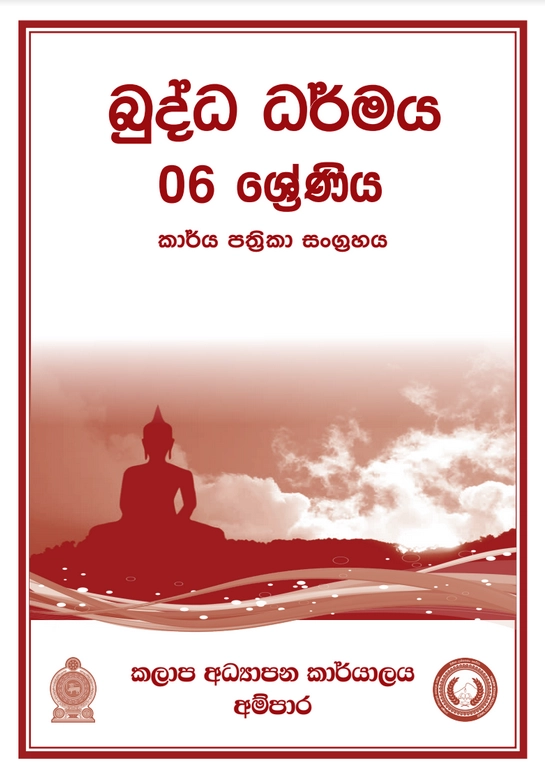 බුද්ධ ධර්මය
06 ශ්‍රේණිය
කාර්ය පත්‍රිකා සංග්‍රහය
කලාප අධ්‍යාපන කාර්යාලය
අම්පාර